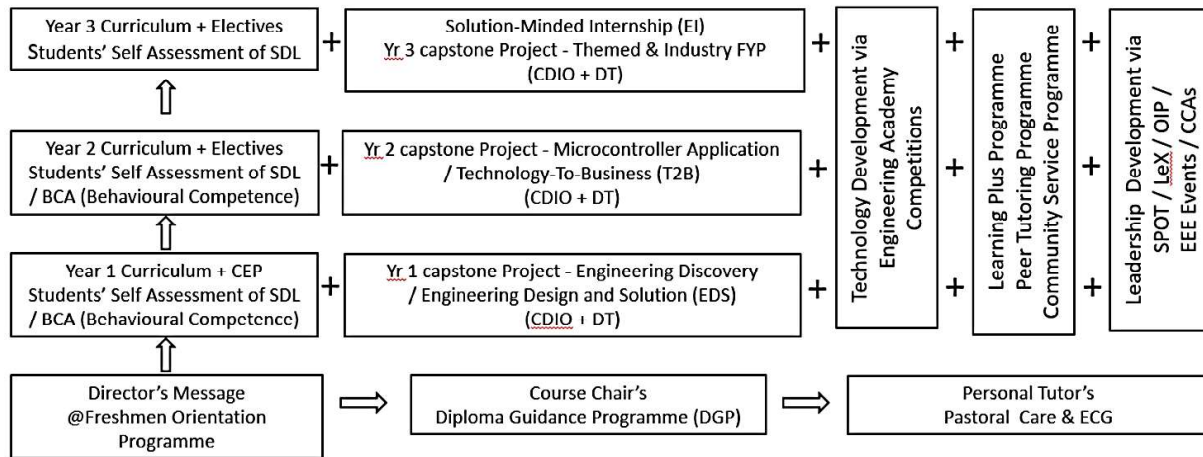 Year 3 Curriculum + Electives
Students' Self Assessment of SDL
+
Solution-Minded Internship (EI)
Yr 3 capstone Project - Themed & Industry FYP
(CDIO + DT)
+
+
+
Year 2 Curriculum + Electives
Students' Self Assessment of SDL
/ BCA (Behavioural Competence)
+
Yr 2 capstone Project - Microcontroller Application
/ Technology-To-Business (T2B)
(CDIO + DT)
+
+
+
Year 1 Curriculum + CEP
Students' Self Assessment of SDL
/ BCA (Behavioural Competence)
+
Yr 1 capstone Project - Engineering Discovery
/ Engineering Design and Solution (EDS)
(CDIO + DT)
+
+
+
Technology Development via
Engineering Academy
Competitions
Learning Plus Programme
Peer Tutoring Programme
Community Service Programme
Leadership Development via
SPOT / LeX / OIP /
EEE Events / CCAs
Director's Message
@Freshmen Orientation
Programme
Course Chair's
Diploma Guidance Programme (DGP)
Personal Tutor's
Pastoral Care & ECG